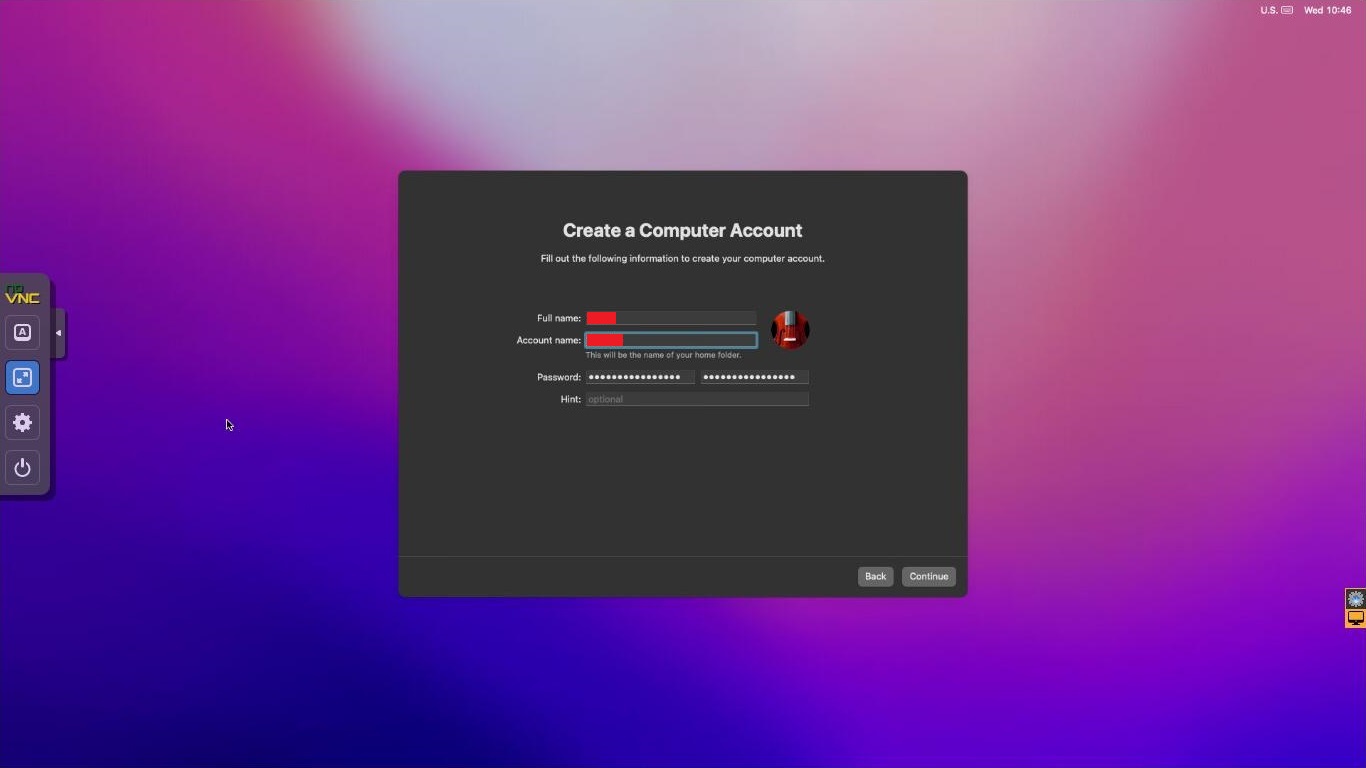 U.S. Wed 10:46
Create a Computer Account
Fill out the following information to create your computer account.
Full name:
Account name:
This will be the name of your home folder.
Password: •••••••••••••••• ••••••••••••••••
Hint: optional
no
VNC
A
Back Continue